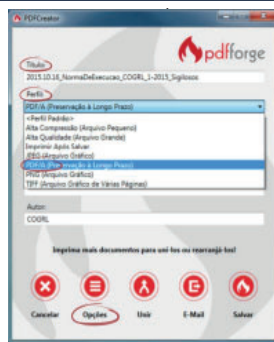 PDFCreator
pdfforge
Título
2015.10.16_NormaDeExecucao_COGRL_1-2015_Sigilosos
Perfil
PDF/A (Preservação à Longo Prazo)
<Perfil Padrão>
Alta Compressão (Arquivo Pequeno)
Alta Qualidade (Arquivo Grande)
Imprimir Após Salvar
JPEG (Arquivo Gráfico)
PDF/A (Preservação à Longo Prazo)
PNG (Arquivo Gráfico)
TIFF (Arquivo Gráfico de Várias Páginas)
Autor:
COGRL
Imprima mais documentos para uni-los ou rearranjá-los!
Cancelar Opções Unir E-Mail Salvar